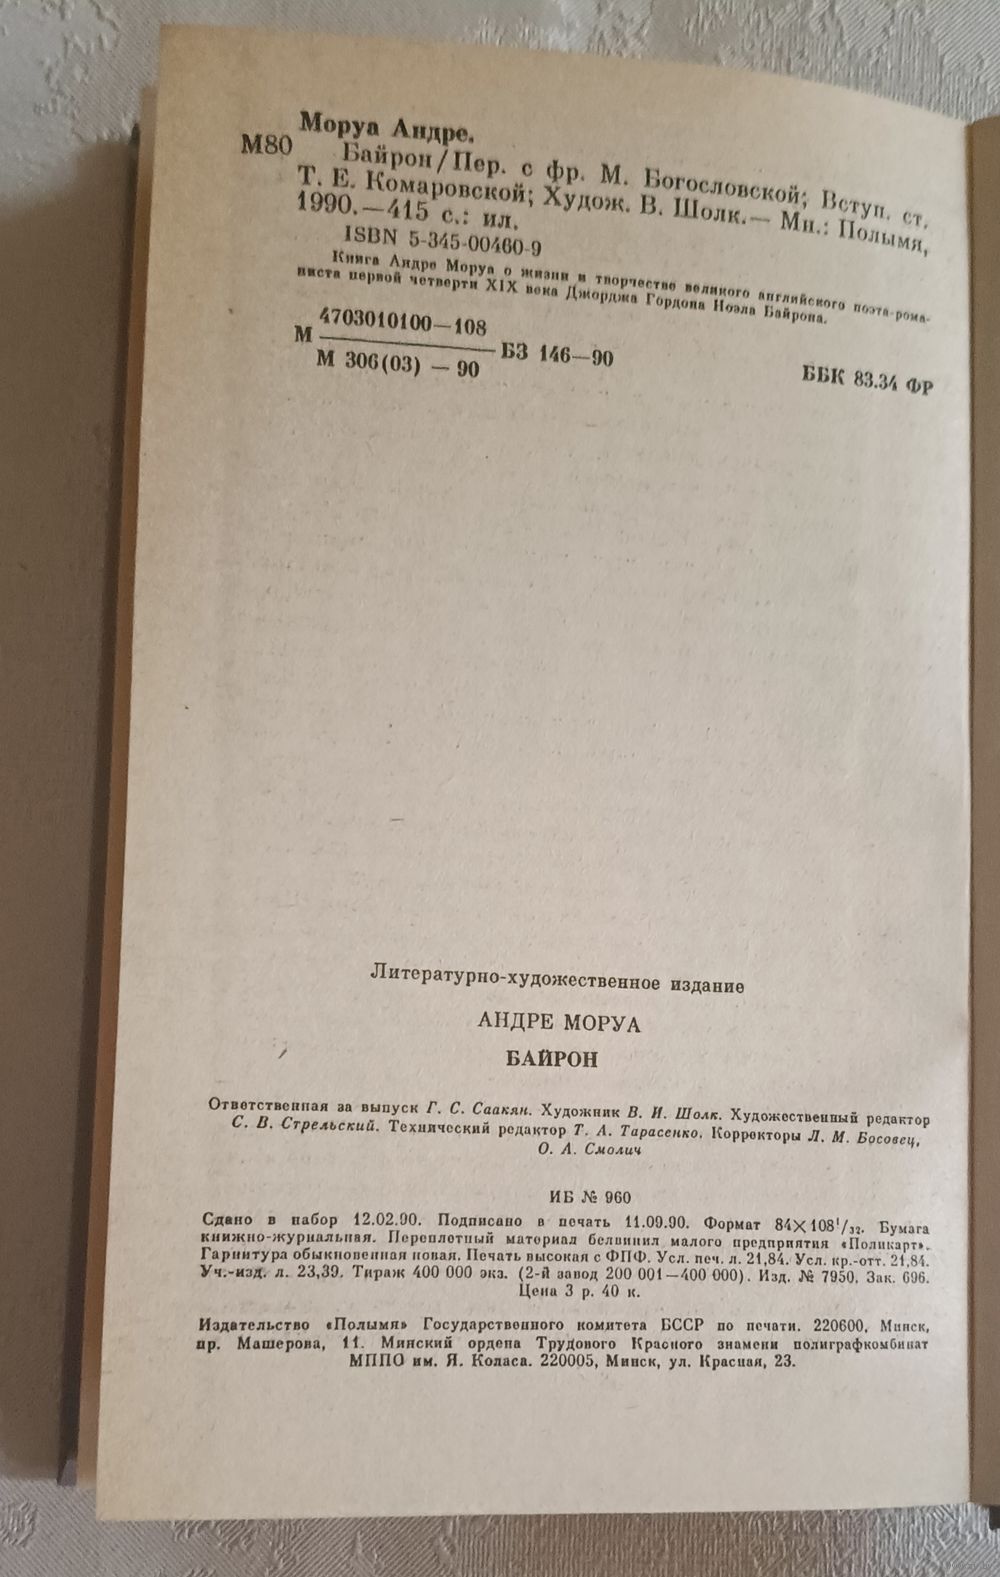 Моруа Андре.
М80 Байрон / Пер. с фр. М. Богословской; Вступ. ст.
Т. Е. Комаровской; Худож. В. Шолк.— Мн.: Полымя,
1990.—415 с.: ил.
ISBN 5-345-00460-9
Книга Андре Моруа о жизни и творчестве великого английского поэта-рома-
ниста первой четверти XIX века Джорджа Гордона Ноэла Байрона.
4703010100—108
М БЗ 146—90
М 306(03) — 90
ББК 83.34 ФР
Литературно-художественное издание
АНДРЕ МОРУА
БАЙРОН
Ответственная за выпуск Г. С. Саакян. Художник В. И. Шолк. Художественный редактор
С. В. Стрельский. Технический редактор Т. А. Тарасенко. Корректоры Л. М. Босовец,
О. А. Смолич
ИБ № 960
Сдано в набор 12.02.90. Подписано в печать 11.09.90. Формат 84×108¹/₃₂. Бумага
книжно-журнальная. Переплотный материал белвинил малого предприятия «Поликарт».
Гарнитура обыкновенная новая. Печать высокая с ФПФ. Усл. печ. л. 21,84. Усл. кр.-отт. 21,84.
Уч.-изд. л. 23,39. Тираж 400 000 экз. (2-й завод 200 001—400 000). Изд. № 7950. Зак. 696.
Цена 3 р. 40 к.
Издательство «Полымя» Государственного комитета БССР по печати. 220600, Минск,
пр. Машерова, 11. Минский ордена Трудового Красного знамени полиграфкомбинат
МППО им. Я. Коласа. 220005, Минск, ул. Красная, 23.